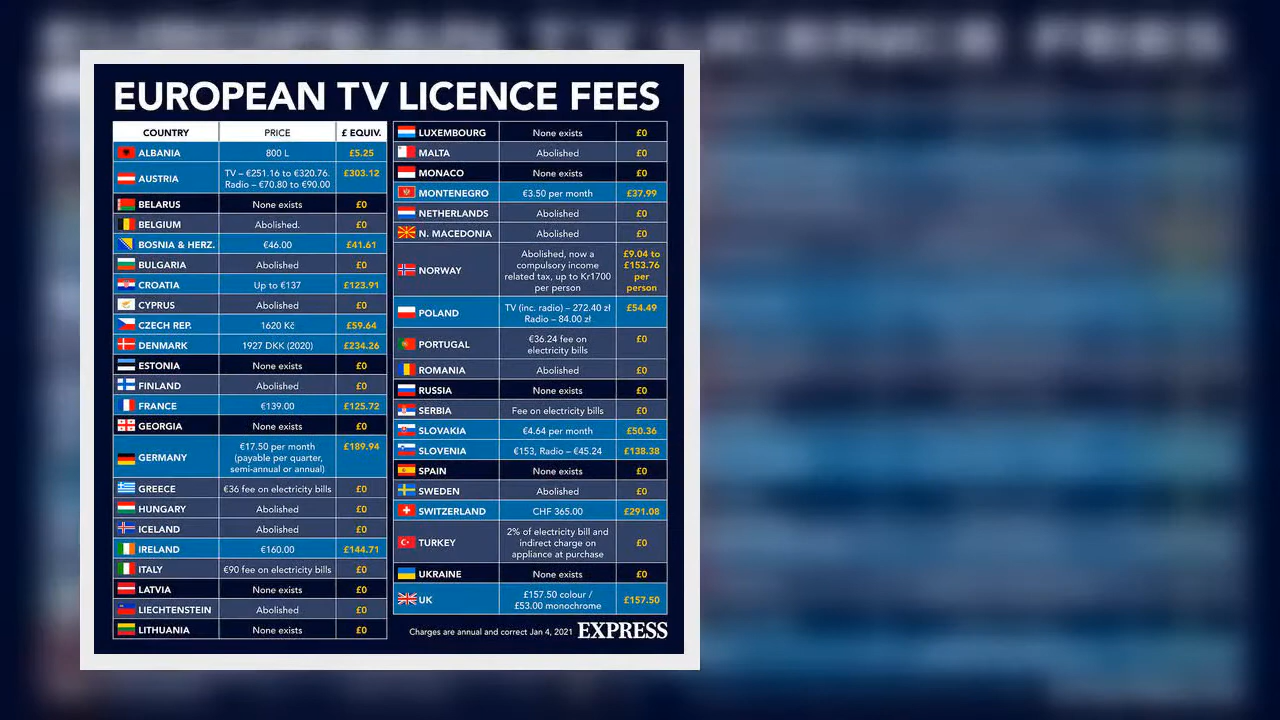 EUROPEAN TV LICENCE FEES
COUNTRY PRICE £ EQUIV.
ALBANIA 800 L £5.25
AUSTRIA TV – €251.16 to €320.76. £303.12
Radio – €70.80 to €90.00
BELARUS None exists £0
BELGIUM Abolished. £0
BOSNIA & HERZ. €46.00 £41.61
BULGARIA Abolished £0
CROATIA Up to €137 £123.91
CYPRUS Abolished £0
CZECH REP. 1620 Kč £59.64
DENMARK 1927 DKK (2020) £234.26
ESTONIA None exists £0
FINLAND Abolished £0
FRANCE €139.00 £125.72
GEORGIA None exists £0
GERMANY €17.50 per month £189.94
(payable per quarter,
semi-annual or annual)
GREECE €36 fee on electricity bills £0
HUNGARY Abolished £0
ICELAND Abolished £0
IRELAND €160.00 £144.71
ITALY €90 fee on electricity bills £0
LATVIA None exists £0
LIECHTENSTEIN Abolished £0
LITHUANIA None exists £0
LUXEMBOURG None exists £0
MALTA Abolished £0
MONACO None exists £0
MONTENEGRO €3.50 per month £37.99
NETHERLANDS Abolished £0
N. MACEDONIA Abolished £0
NORWAY Abolished, now a £9.04 to
compulsory income £153.76
related tax, up to Kr1700 per
per person person
POLAND TV (inc. radio) – 272.40 zł £54.49
Radio – 84.00 zł
PORTUGAL €36.24 fee on £0
electricity bills
ROMANIA Abolished £0
RUSSIA None exists £0
SERBIA Fee on electricity bills £0
SLOVAKIA €4.64 per month £50.36
SLOVENIA €153, Radio – €45.24 £138.38
SPAIN None exists £0
SWEDEN Abolished £0
SWITZERLAND CHF 365.00 £291.08
TURKEY 2% of electricity bill and £0
indirect charge on
appliance at purchase
UKRAINE None exists £0
UK £157.50 colour / £157.50
£53.00 monochrome
Charges are annual and correct Jan 4, 2021 EXPRESS